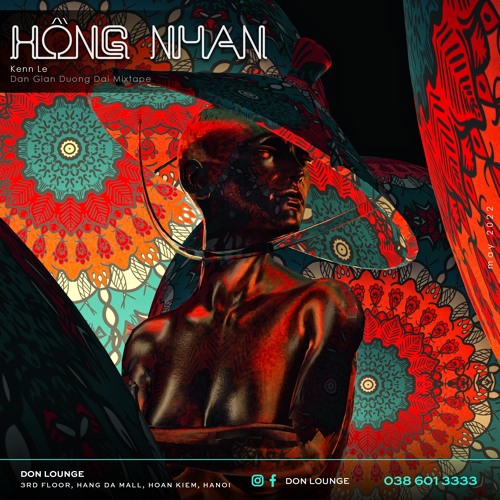 HỒNG NHAN
Kenn Le
Dan Gian Duong Dai Mixtape
may 2022
DON LOUNGE
3RD FLOOR, HANG DA MALL, HOAN KIEM, HANOI
DON LOUNGE
038 601 3333